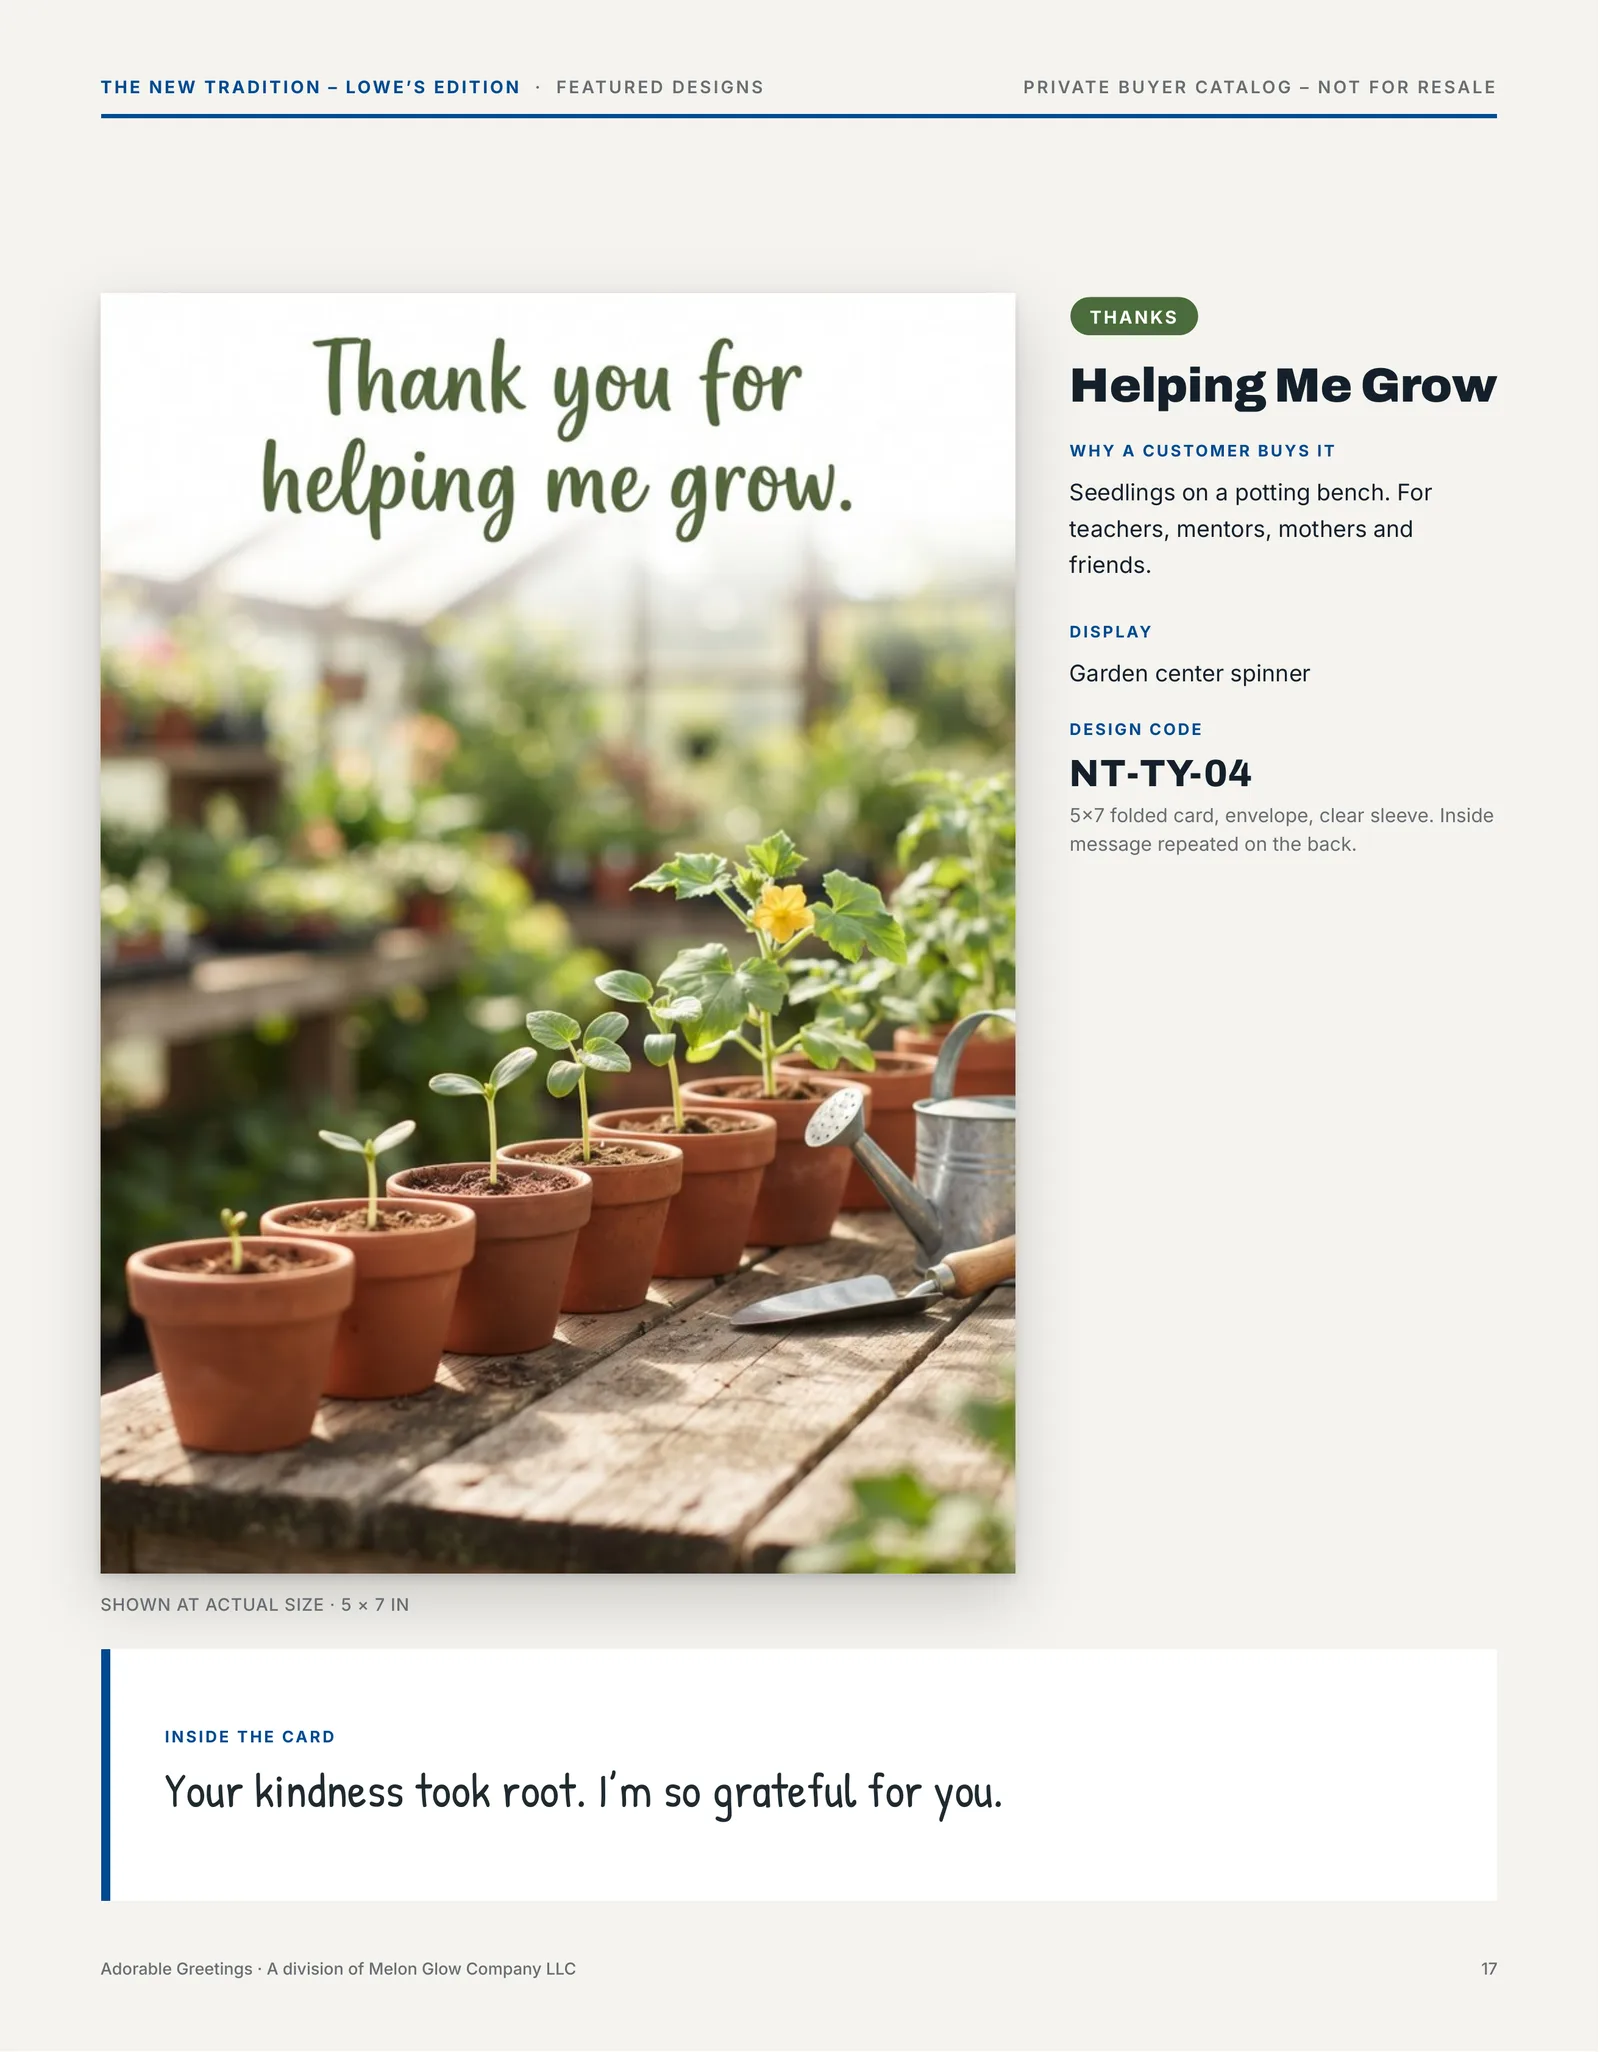 THE NEW TRADITION – LOWE’S EDITION · FEATURED DESIGNS
PRIVATE BUYER CATALOG – NOT FOR RESALE
Thank you for
helping me grow.
SHOWN AT ACTUAL SIZE · 5 × 7 IN
THANKS
Helping Me Grow
WHY A CUSTOMER BUYS IT
Seedlings on a potting bench. For
teachers, mentors, mothers and
friends.
DISPLAY
Garden center spinner
DESIGN CODE
NT-TY-04
5×7 folded card, envelope, clear sleeve. Inside
message repeated on the back.
INSIDE THE CARD
Your kindness took root. I’m so grateful for you.
Adorable Greetings · A division of Melon Glow Company LLC
17